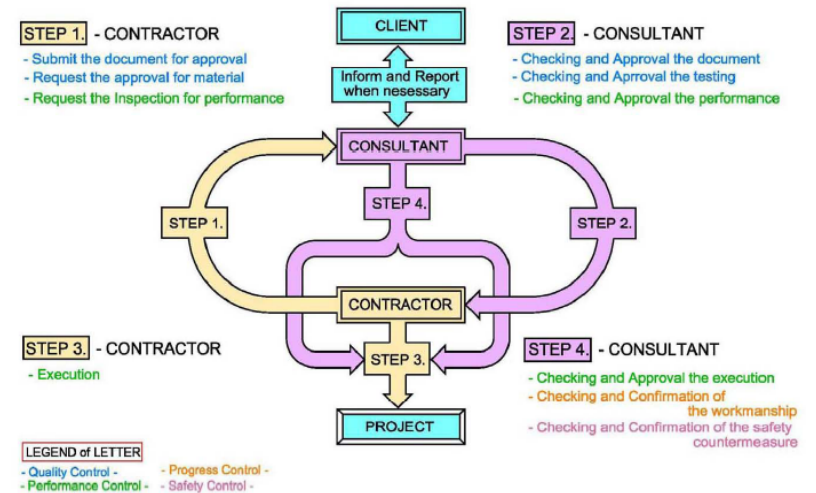 STEP 1. - CONTRACTOR
- Submit the document for approval
- Request the approval for material
- Request the Inspection for performance
CLIENT
Inform and Report
when nesessary
STEP 2. - CONSULTANT
- Checking and Approval the document
- Checking and Aprroval the testing
- Checking and Approval the performance
CONSULTANT
STEP 4.
STEP 1.
STEP 2.
CONTRACTOR
STEP 3.
PROJECT
STEP 3. - CONTRACTOR
- Execution
STEP 4. - CONSULTANT
- Checking and Approval the execution
- Checking and Confirmation of
the workmanship
- Checking and Confirmation of the safety
countermeasure
LEGEND of LETTER
- Quality Control -
- Progress Control -
- Performance Control -
- Safety Control -